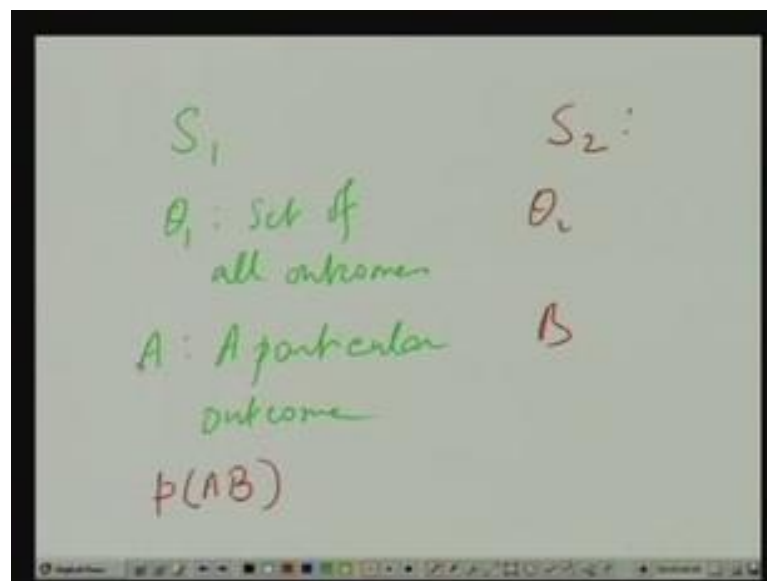 S₁ S₂ :
θ₁ : Set of θ₂
all outcomes
A : A particular B
outcome
p(AB)